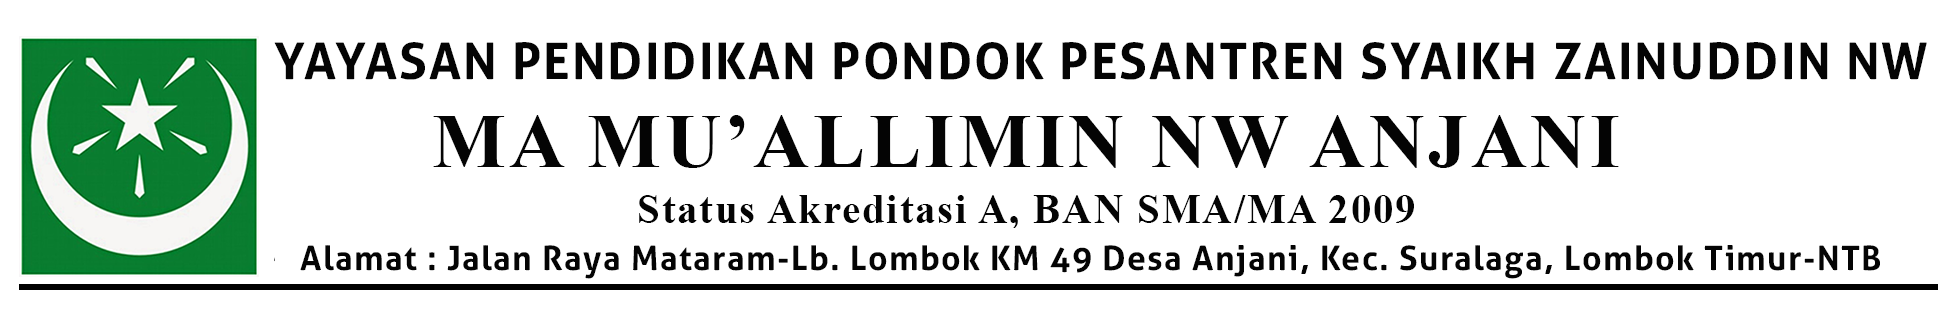 YAYASAN PENDIDIKAN PONDOK PESANTREN SYAIKH ZAINUDDIN NW
MA MU’ALLIMIN NW ANJANI
Status Akreditasi A, BAN SMA/MA 2009
Alamat : Jalan Raya Mataram-Lb. Lombok KM 49 Desa Anjani, Kec. Suralaga, Lombok Timur-NTB